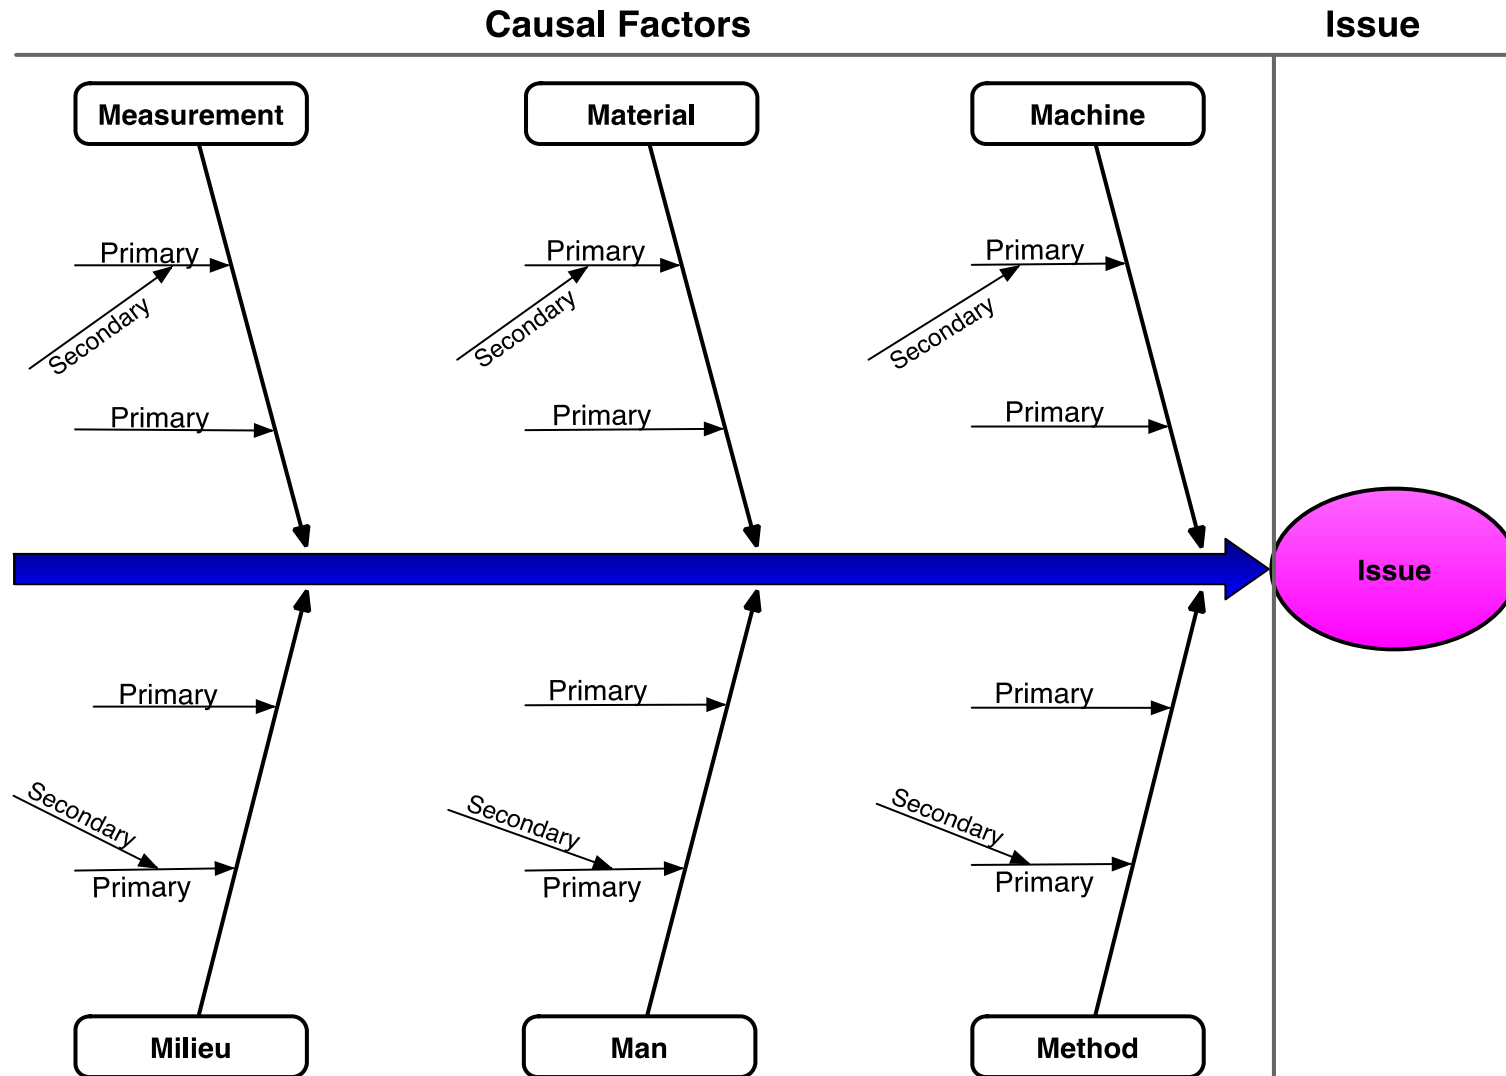 Causal Factors
Issue
Measurement
Material
Machine
Primary
Secondary
Primary
Primary
Secondary
Primary
Primary
Secondary
Primary
Issue
Primary
Secondary
Primary
Primary
Secondary
Primary
Primary
Secondary
Primary
Milieu
Man
Method